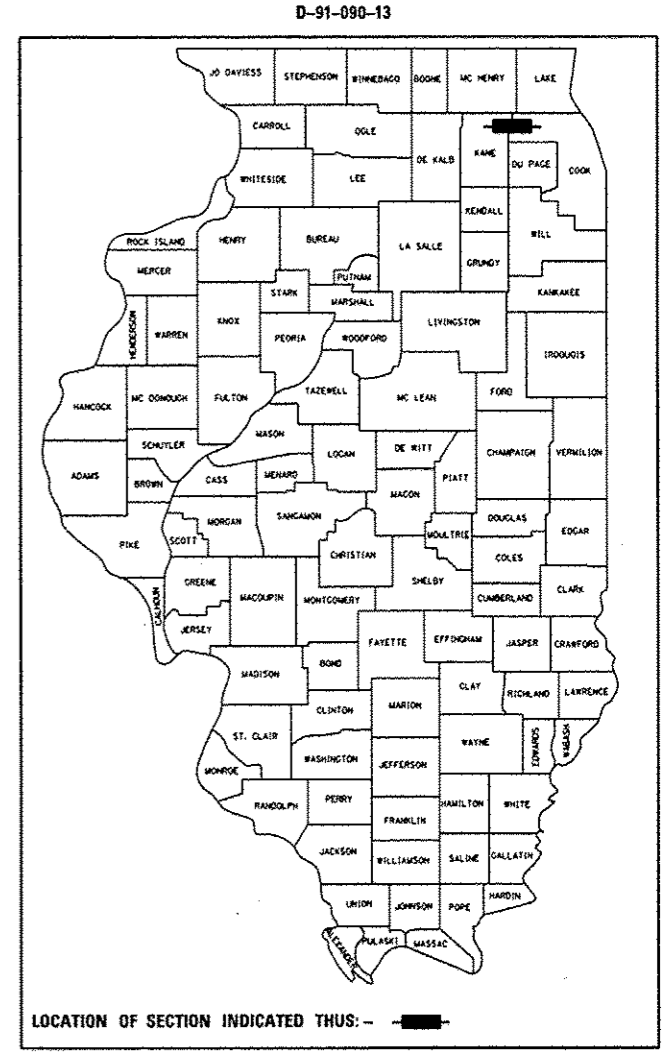 D-91-090-13
JO DAVIESS STEPHENSON WINNEBAGO BOONE MC HENRY LAKE
CARROLL OGLE DE KALB KANE DU PAGE COOK
WHITESIDE LEE
KENDALL WILL
ROCK ISLAND HENRY BUREAU LA SALLE GRUNDY
MERCER PUTNAM KANKAKEE
STARK MARSHALL
HENDERSON WARREN KNOX PEORIA WOODFORD LIVINGSTON IROQUOIS
HANCOCK MC DONOUGH FULTON TAZEWELL MC LEAN FORD
MASON
SCHUYLER LOGAN DE WITT CHAMPAIGN VERMILION
ADAMS BROWN CASS MENARD MACON PIATT
PIKE SCOTT MORGAN SANGAMON CHRISTIAN MOULTRIE DOUGLAS EDGAR
COLES
CALHOUN GREENE MACOUPIN MONTGOMERY SHELBY CUMBERLAND CLARK
JERSEY FAYETTE EFFINGHAM JASPER CRAWFORD
MADISON BOND
CLAY RICHLAND LAWRENCE
CLINTON MARION
ST. CLAIR WAYNE EDWARDS WABASH
MONROE WASHINGTON JEFFERSON
RANDOLPH PERRY HAMILTON WHITE
FRANKLIN
JACKSON WILLIAMSON SALINE GALLATIN
UNION JOHNSON POPE HARDIN
ALEXANDER PULASKI MASSAC
LOCATION OF SECTION INDICATED THUS: -